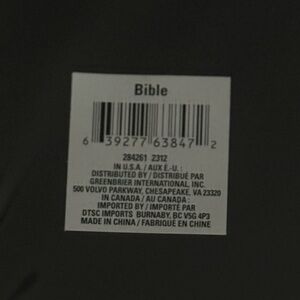 Bible
6 39277 63847 2
284261 2312
IN U.S.A. / AUX É.-U. :
DISTRIBUTED BY / DISTRIBUÉ PAR
GREENBRIER INTERNATIONAL, INC.
500 VOLVO PARKWAY, CHESAPEAKE, VA 23320
IN CANADA / AU CANADA :
IMPORTED BY / IMPORTÉ PAR
DTSC IMPORTS BURNABY, BC V5G 4P3
MADE IN CHINA / FABRIQUÉ EN CHINE